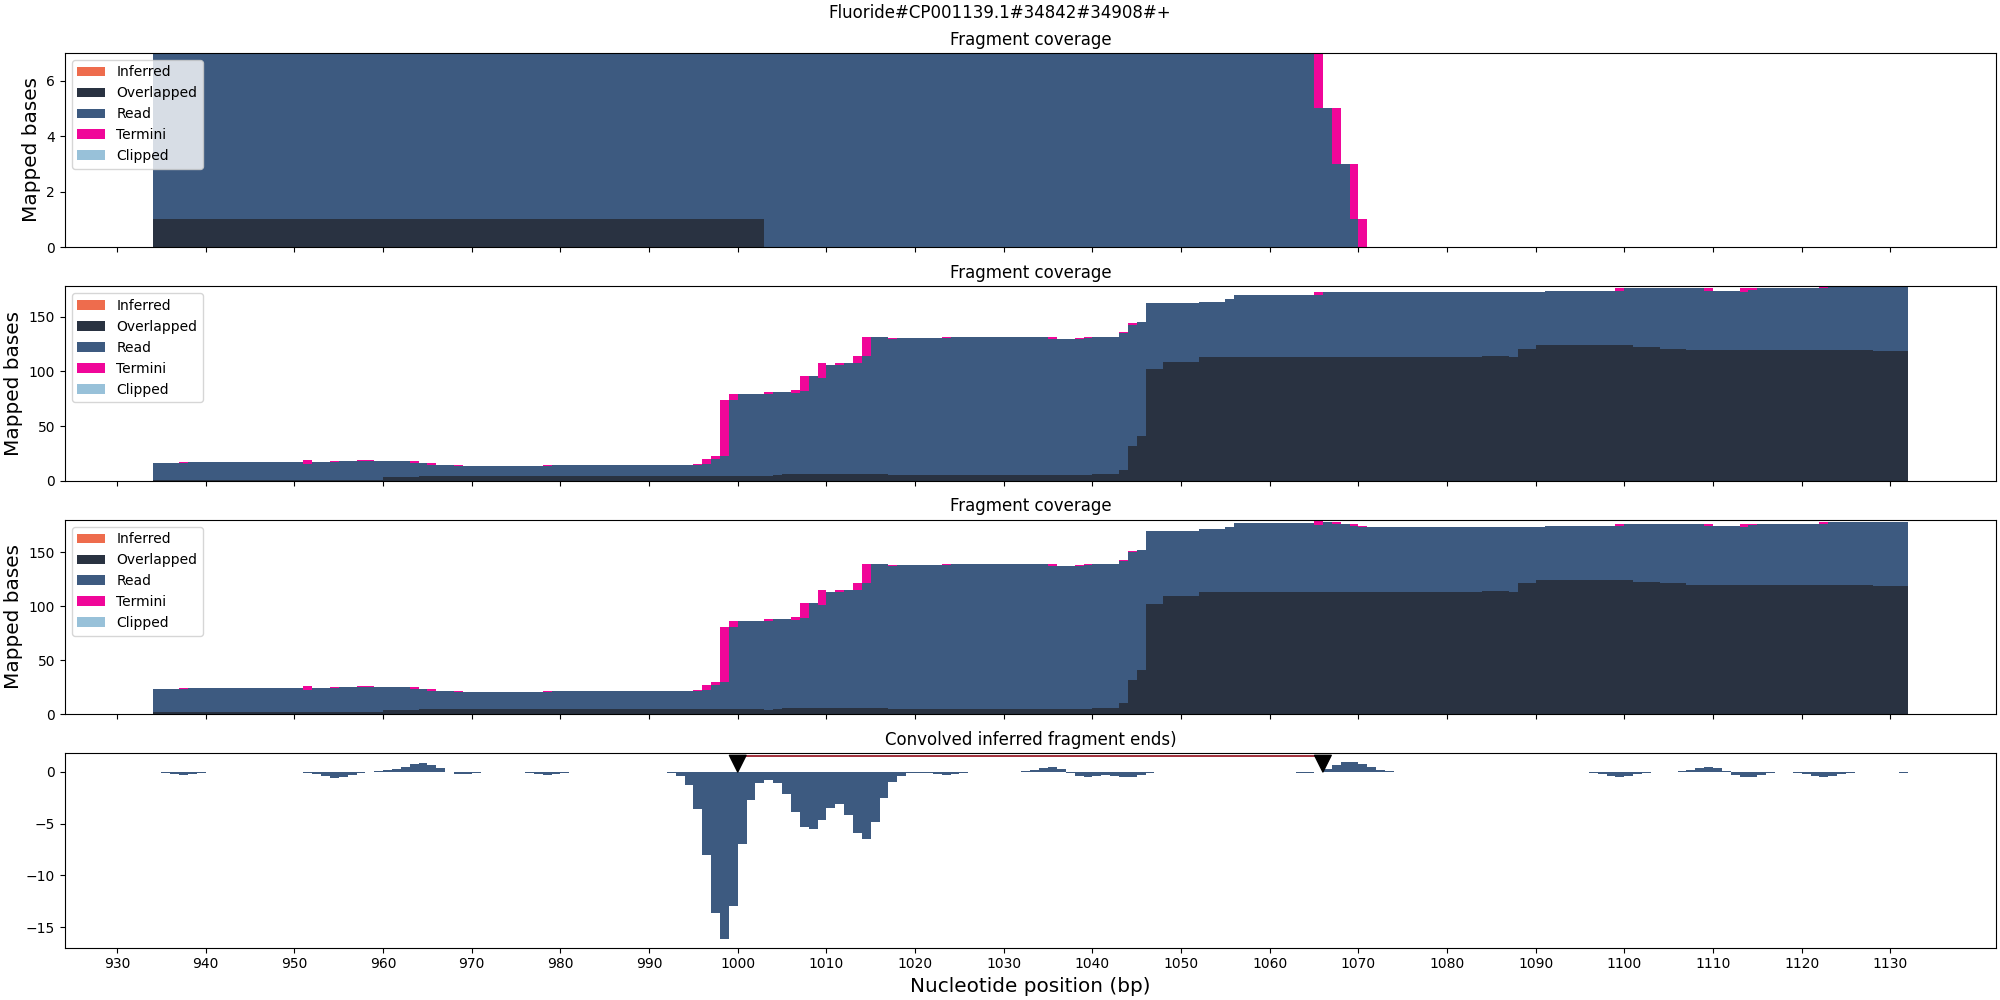 Fluoride#CP001139.1#34842#34908#+
Fragment coverage
Mapped bases
6
4
2
0
Inferred
Overlapped
Read
Termini
Clipped
Fragment coverage
Mapped bases
150
100
50
0
Inferred
Overlapped
Read
Termini
Clipped
Fragment coverage
Mapped bases
150
100
50
0
Inferred
Overlapped
Read
Termini
Clipped
Convolved inferred fragment ends)
0
−5
−10
−15
930 940 950 960 970 980 990 1000 1010 1020 1030 1040 1050 1060 1070 1080 1090 1100 1110 1120 1130
Nucleotide position (bp)